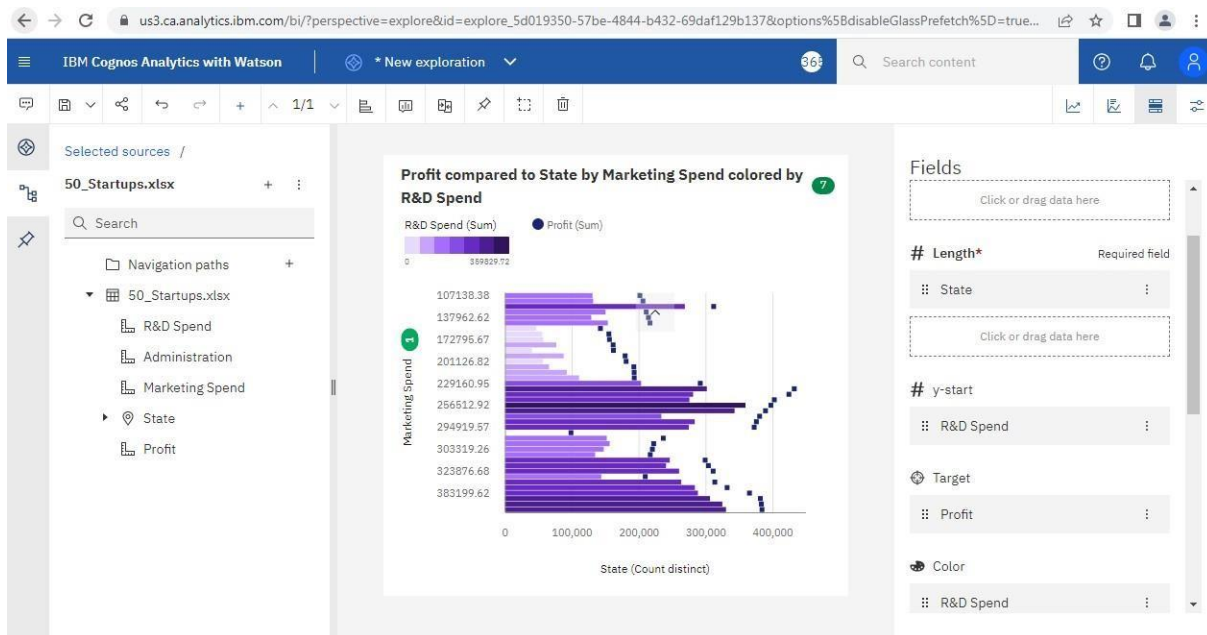 us3.ca.analytics.ibm.com/bi/?perspective=explore&id=explore_5d019350-57be-4844-b432-69daf129b137&options%5BdisableGlassPrefetch%5D=true...
IBM Cognos Analytics with Watson
* New exploration
365
Search content
1/1
Selected sources /
50_Startups.xlsx
Search
Navigation paths
50_Startups.xlsx
R&D Spend
Administration
Marketing Spend
State
Profit
Profit compared to State by Marketing Spend colored by
R&D Spend
7
R&D Spend (Sum)
Profit (Sum)
0
389829.72
Marketing Spend
1
107138.38
137962.62
172795.67
201126.82
229160.95
256512.92
294919.57
303319.26
323876.68
383199.62
0 100,000 200,000 300,000 400,000
State (Count distinct)
Fields
Click or drag data here
# Length* Required field
State
Click or drag data here
# y-start
R&D Spend
Target
Profit
Color
R&D Spend